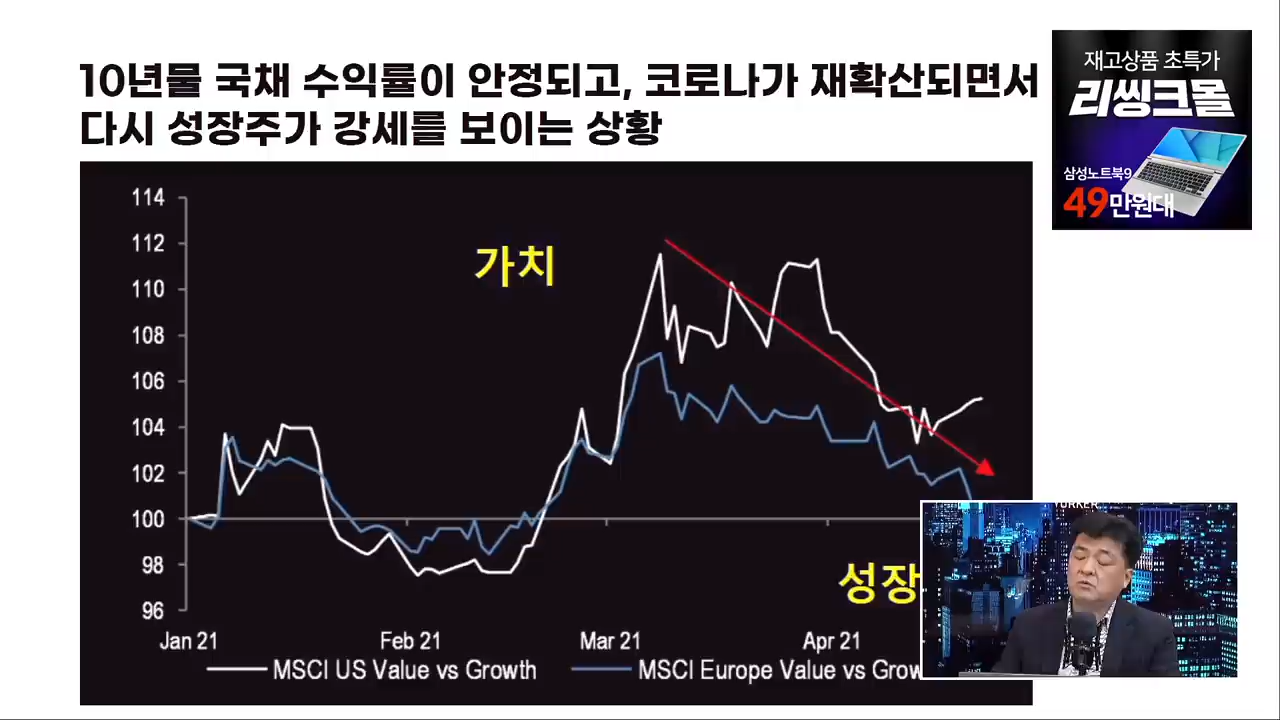 10년물 국채 수익률이 안정되고, 코로나가 재확산되면서
다시 성장주가 강세를 보이는 상황
재고상품 초특가
리씽크몰
삼성노트북9
49만원대
114
112
가치
110
108
106
104
102
100
98
성장
96
Jan 21
Feb 21
Mar 21
Apr 21
MSCI US Value vs Growth
MSCI Europe Value vs Grow
YORKER